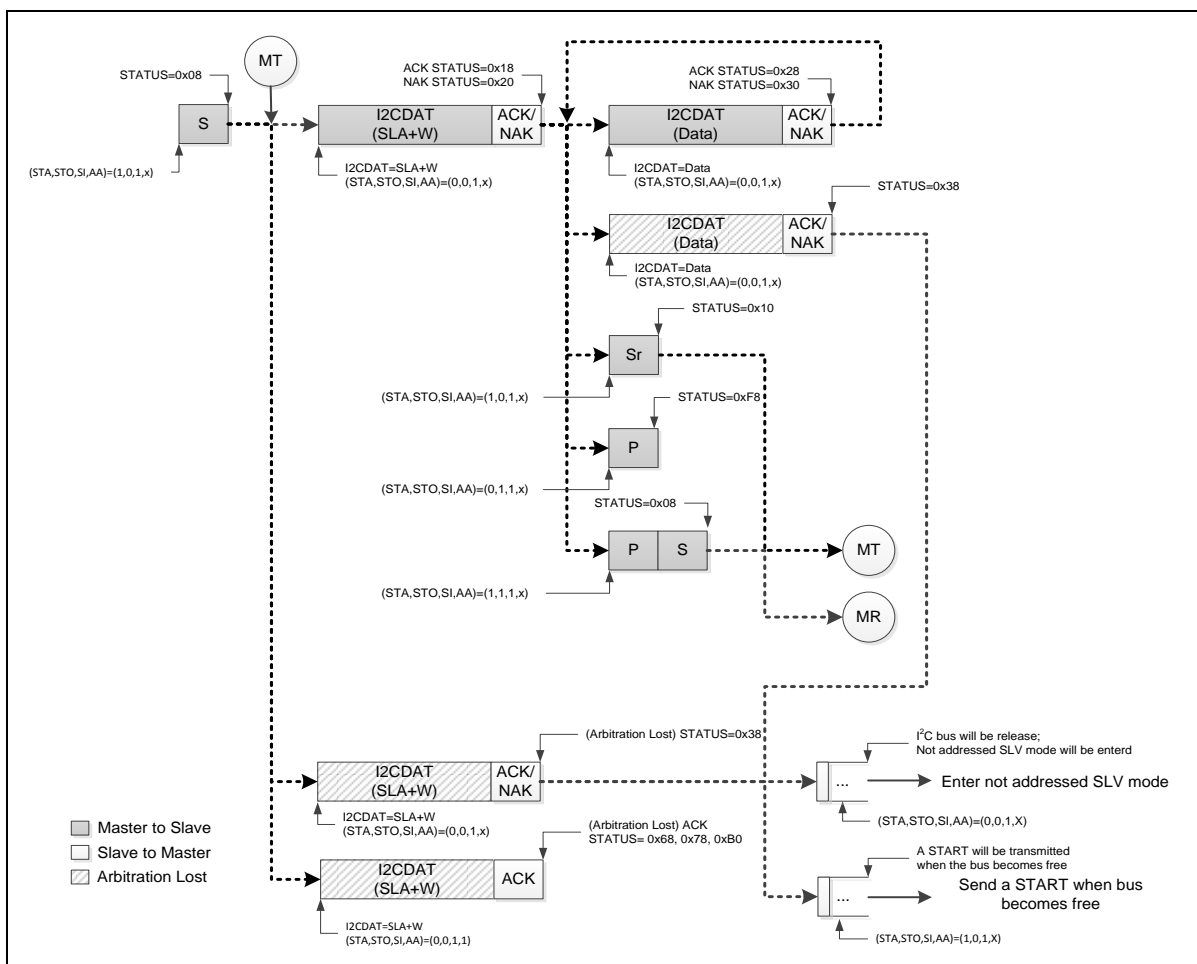 MT
STATUS=0x08
ACK STATUS=0x18
NAK STATUS=0x20
ACK STATUS=0x28
NAK STATUS=0x30
S
I2CDAT
(SLA+W)
ACK/
NAK
I2CDAT
(Data)
ACK/
NAK
(STA,STO,SI,AA)=(1,0,1,x)
I2CDAT=SLA+W
(STA,STO,SI,AA)=(0,0,1,x)
I2CDAT=Data
(STA,STO,SI,AA)=(0,0,1,x)
STATUS=0x38
I2CDAT
(Data)
ACK/
NAK
I2CDAT=Data
(STA,STO,SI,AA)=(0,0,1,x)
STATUS=0x10
Sr
(STA,STO,SI,AA)=(1,0,1,x)
STATUS=0xF8
P
(STA,STO,SI,AA)=(0,1,1,x)
STATUS=0x08
P
S
MT
(STA,STO,SI,AA)=(1,1,1,x)
MR
(Arbitration Lost) STATUS=0x38
I²C bus will be release;
Not addressed SLV mode will be enterd
I2CDAT
(SLA+W)
ACK/
NAK
...
Enter not addressed SLV mode
I2CDAT=SLA+W
(STA,STO,SI,AA)=(0,0,1,x)
(STA,STO,SI,AA)=(0,0,1,X)
Master to Slave
Slave to Master
Arbitration Lost
(Arbitration Lost) ACK
STATUS= 0x68, 0x78, 0xB0
I2CDAT
(SLA+W)
ACK
I2CDAT=SLA+W
(STA,STO,SI,AA)=(0,0,1,1)
A START will be transmitted
when the bus becomes free
...
Send a START when bus
becomes free
(STA,STO,SI,AA)=(1,0,1,X)